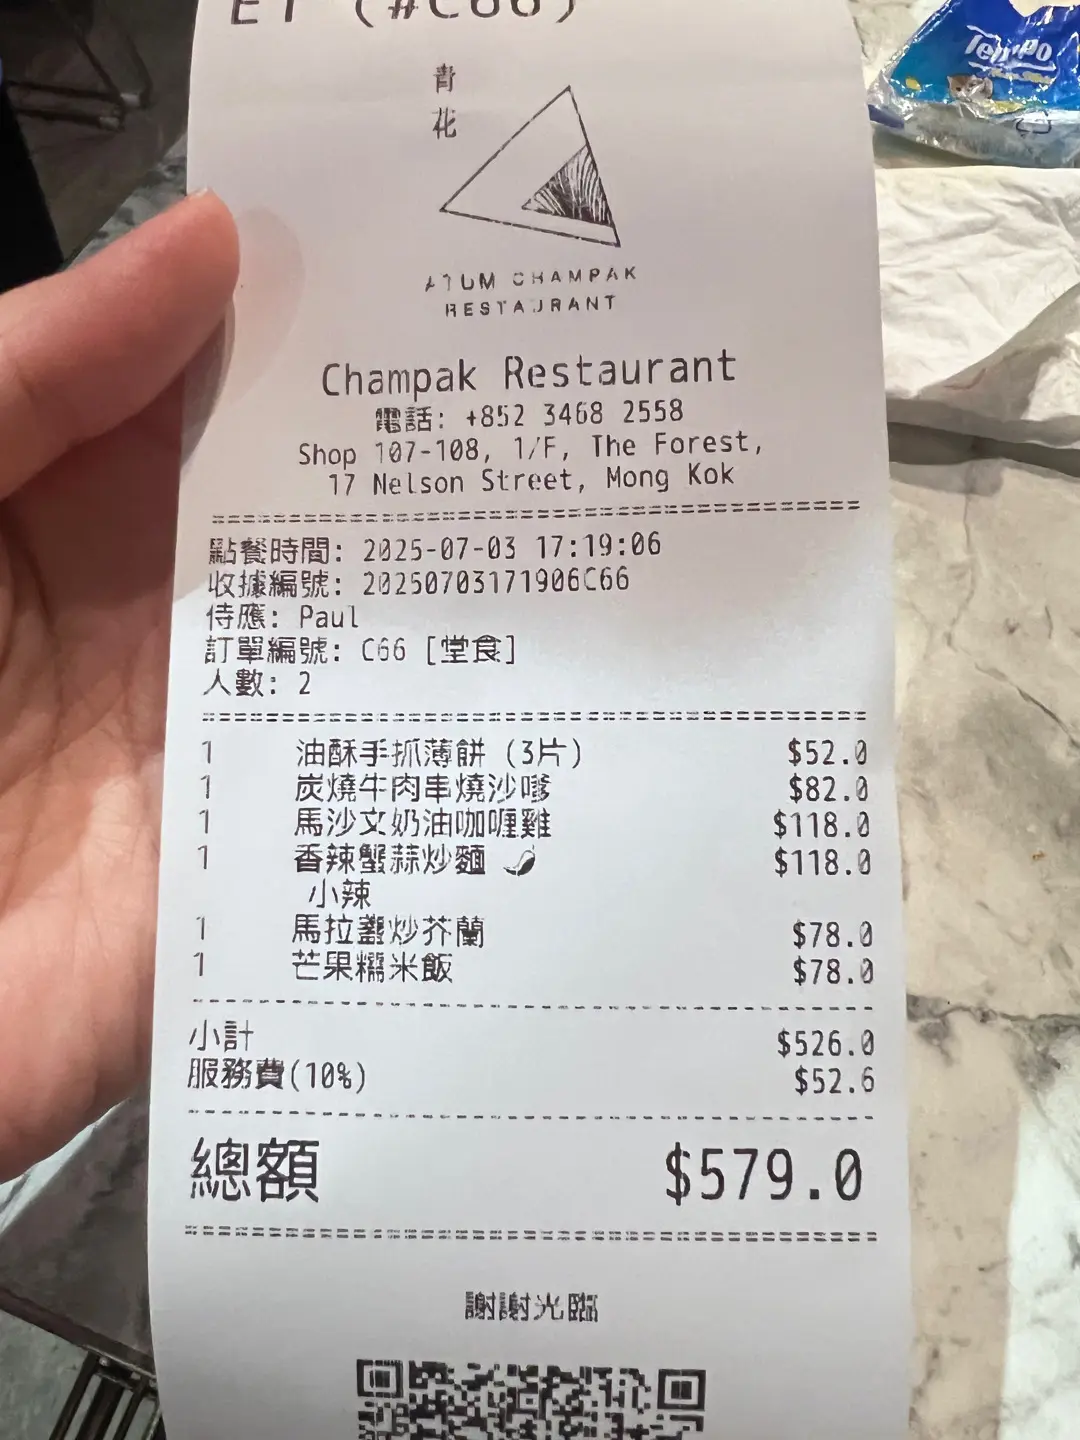 E1 (#C66)
青花
ATUM CHAMPAK
RESTAURANT
Champak Restaurant
電話: +852 3468 2558
Shop 107-108, 1/F, The Forest,
17 Nelson Street, Mong Kok
點餐時間: 2025-07-03 17:19:06
收據編號: 20250703171906C66
侍應: Paul
訂單編號: C66 [堂食]
人數: 2
1 油酥手抓薄餅 (3片) $52.0
1 炭燒牛肉串燒沙嗲 $82.0
1 馬沙文奶油咖喱雞 $118.0
1 香辣蟹蒜炒麵 🌶 $118.0
小辣
1 馬拉盞炒芥蘭 $78.0
1 芒果糯米飯 $78.0
小計 $526.0
服務費(10%) $52.6
總額 $579.0
謝謝光臨
Tempo